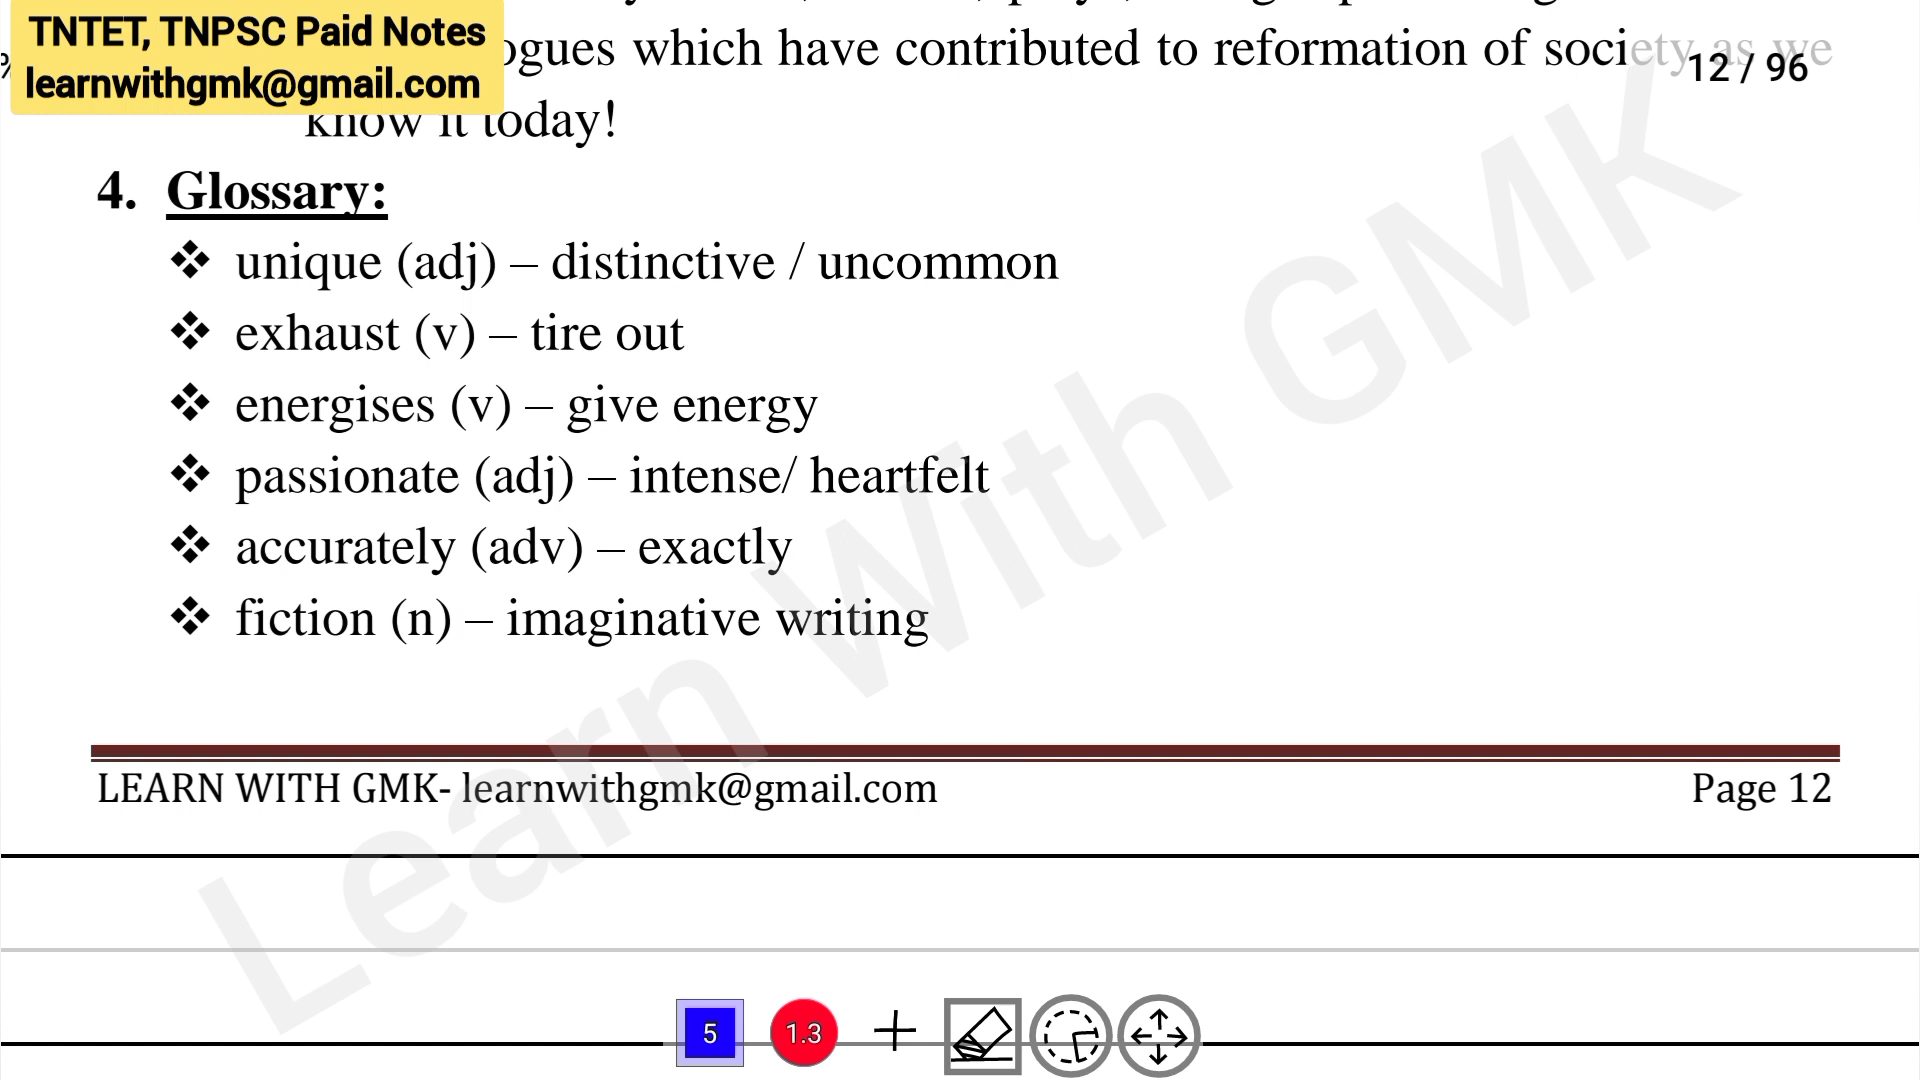 TNTET, TNPSC Paid Notes
learnwithgmk@gmail.com
which have contributed to reformation of society as we
12 / 96
know it today!
4. Glossary:
❖ unique (adj) – distinctive / uncommon
❖ exhaust (v) – tire out
❖ energises (v) – give energy
❖ passionate (adj) – intense/ heartfelt
❖ accurately (adv) – exactly
❖ fiction (n) – imaginative writing
Learn With GMK
LEARN WITH GMK- learnwithgmk@gmail.com Page 12
5 1.3